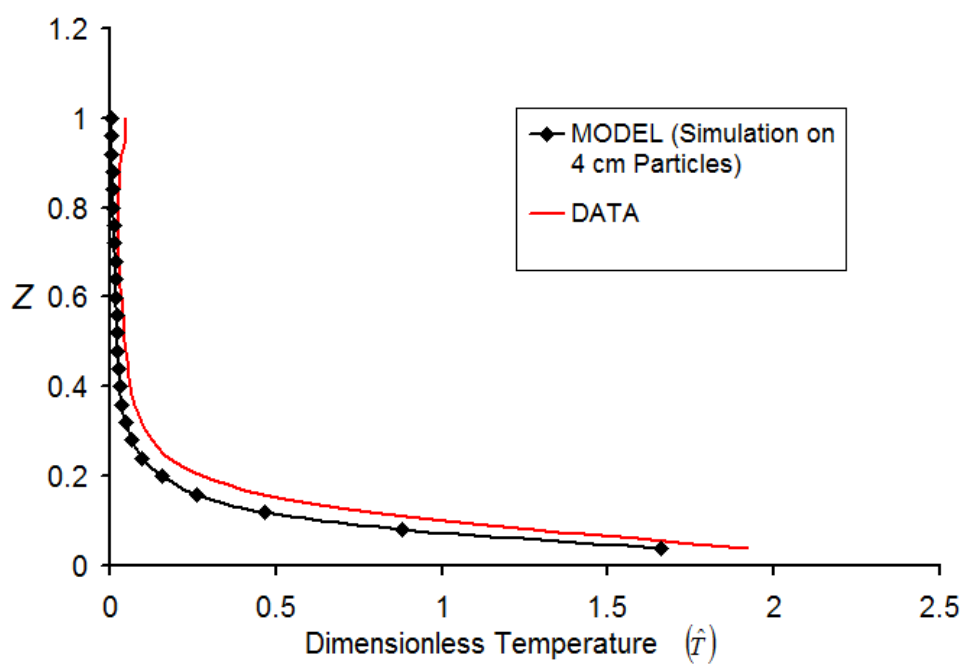 1.2
1
0.8
0.6
0.4
0.2
0
Z
MODEL (Simulation on
4 cm Particles)
DATA
0 0.5 1 1.5 2 2.5
Dimensionless Temperature (T̂)